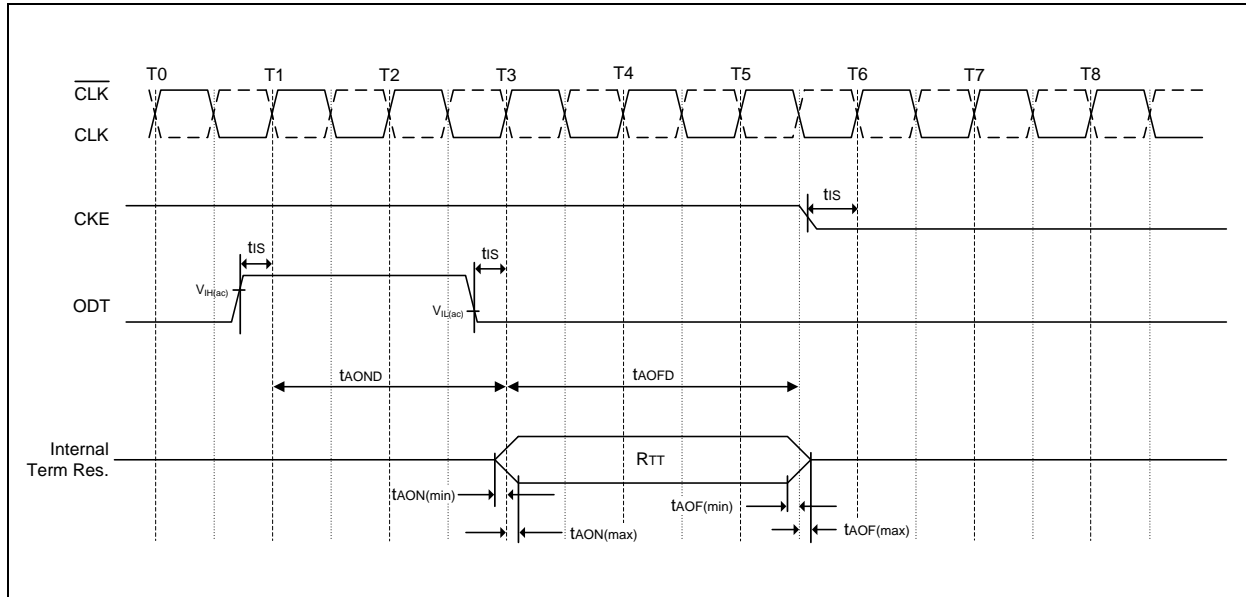 T0 T1 T2 T3 T4 T5 T6 T7 T8
CLK
CLK
CKE
tIS
tIS
tIS
VIH(ac)
ODT
VIL(ac)
tAOND
tAOFD
Internal
Term Res.
RTT
tAON(min)
tAOF(min)
tAON(max)
tAOF(max)